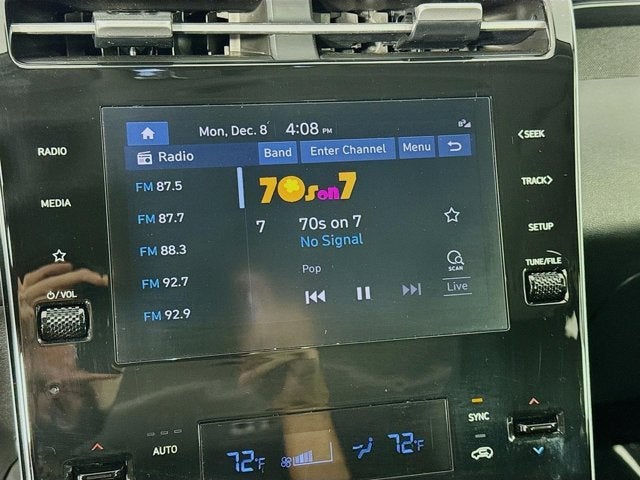 Mon, Dec. 8 4:08 PM
Radio Band Enter Channel Menu
RADIO
MEDIA
⏻/VOL
FM 87.5
FM 87.7
FM 88.3
FM 92.7
FM 92.9
70s on 7
7 70s on 7
No Signal
Pop
SCAN
Live
<SEEK
TRACK>
SETUP
TUNE/FILE
AUTO
72°F
72°F
SYNC